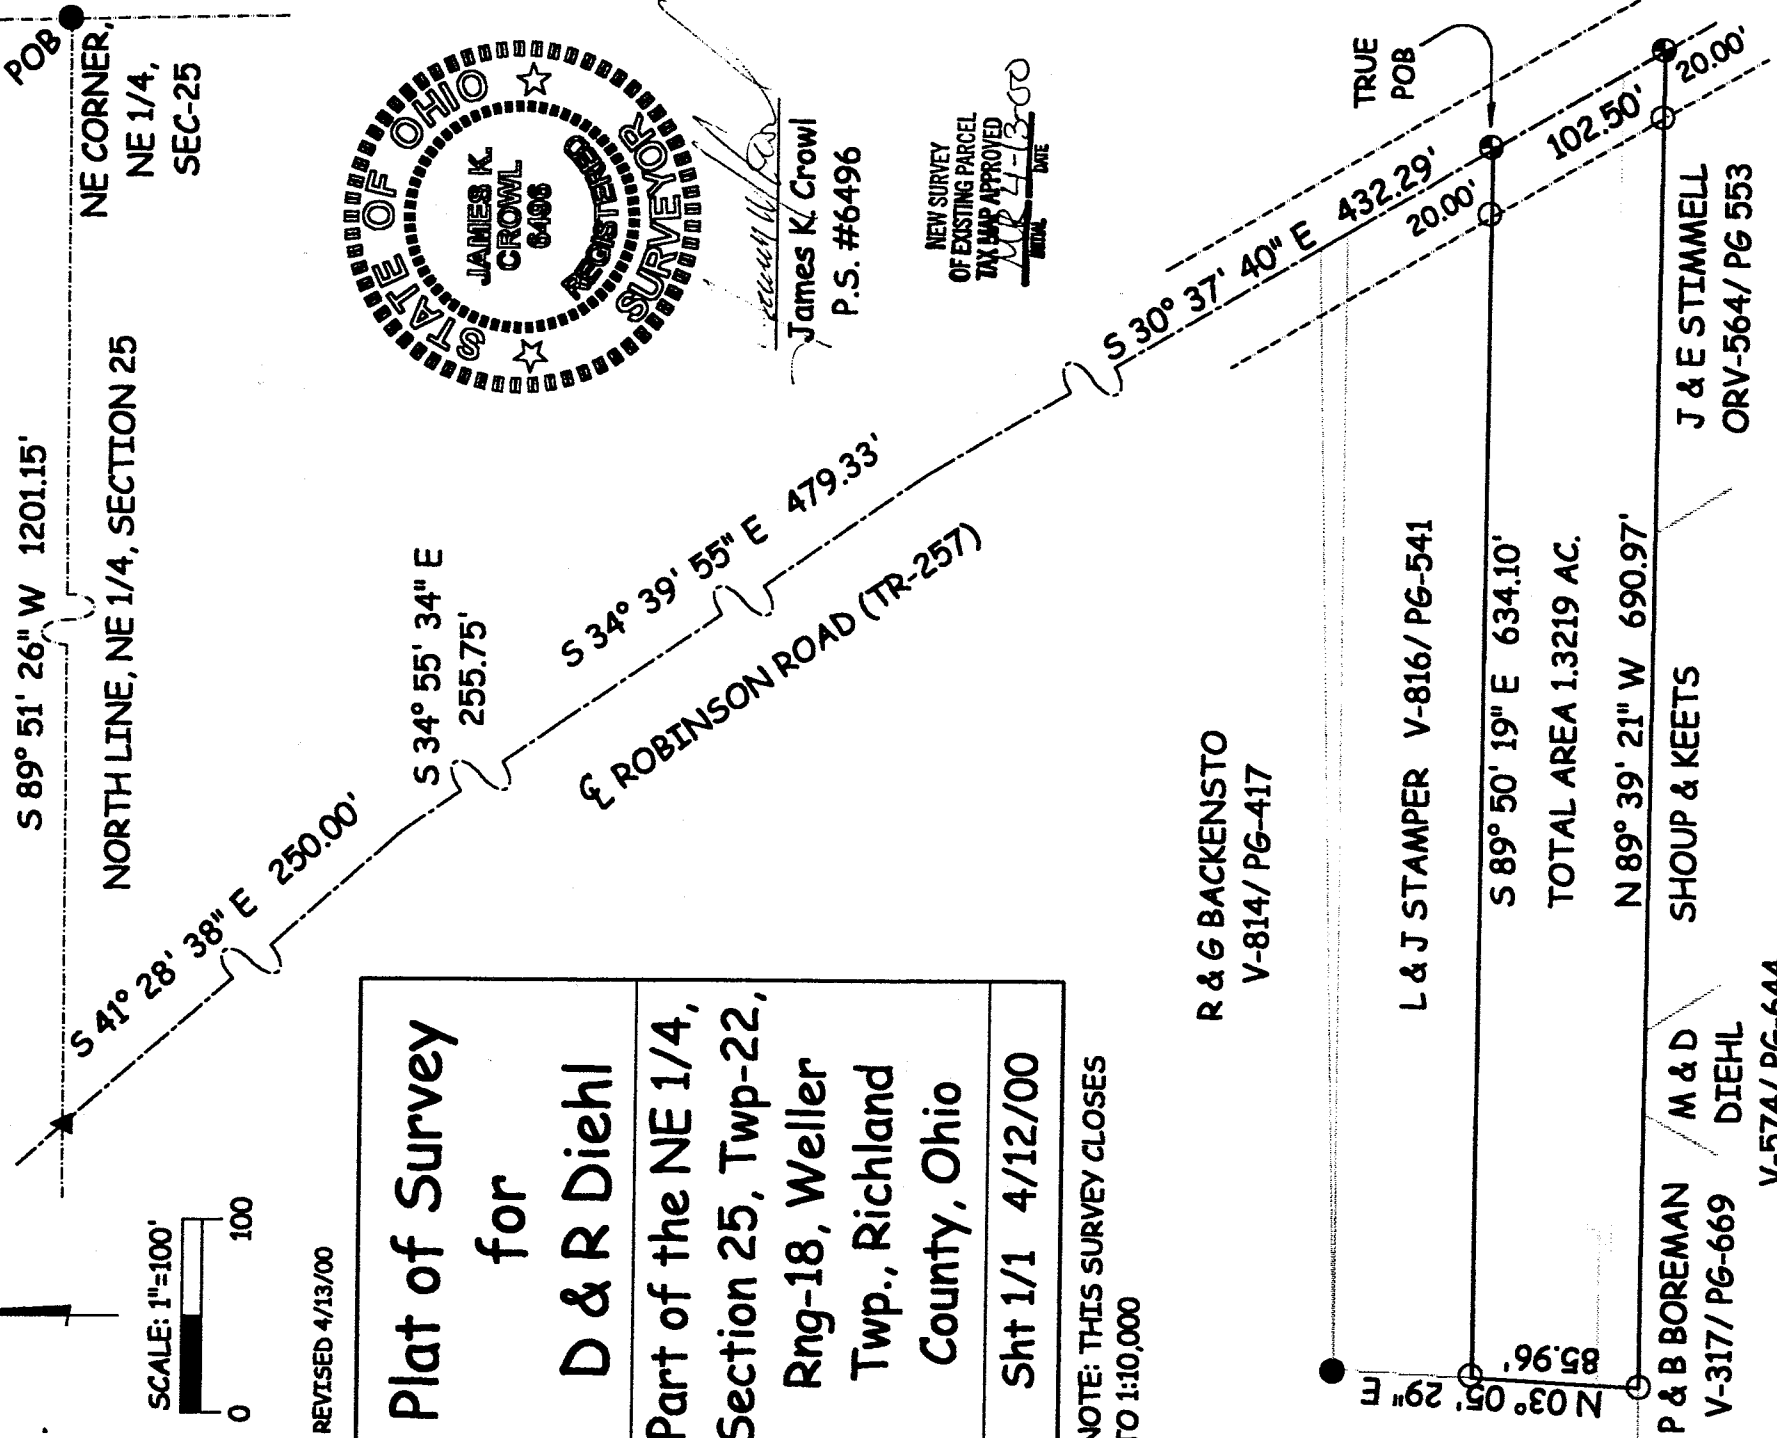 POB
NE CORNER,
NE 1/4,
SEC-25
S 89° 51' 26" W 1201.15'
NORTH LINE, NE 1/4, SECTION 25
STATE OF OHIO
JAMES K.
CROWL
6496
REGISTERED
SURVEYOR
James K. Crowl
P.S. #6496
NEW SURVEY
OF EXISTING PARCEL
TAX MAP APPROVED
4-13-00
INITIAL DATE
S 41° 28' 38" E 250.00'
S 34° 55' 34" E
255.75'
S 34° 39' 55" E 479.33'
℄ ROBINSON ROAD (TR-257)
S 30° 37' 40" E 432.29'
TRUE
POB
20.00'
102.50'
20.00'
SCALE: 1"=100'
0 100
REVISED 4/13/00
Plat of Survey
for
D & R Diehl
Part of the NE 1/4,
Section 25, Twp-22,
Rng-18, Weller
Twp., Richland
County, Ohio
Sht 1/1 4/12/00
NOTE: THIS SURVEY CLOSES
TO 1:10,000
R & G BACKENSTO
V-814/ PG-417
L & J STAMPER V-816/ PG-541
S 89° 50' 19" E 634.10'
TOTAL AREA 1.3219 AC.
N 89° 39' 21" W 690.97'
N 03° 05' 29" E
85.96'
P & B BOREMAN
V-317/ PG-669
M & D
DIEHL
V-574/ PG-644
SHOUP & KEETS
J & E STIMMELL
ORV-564/ PG 553